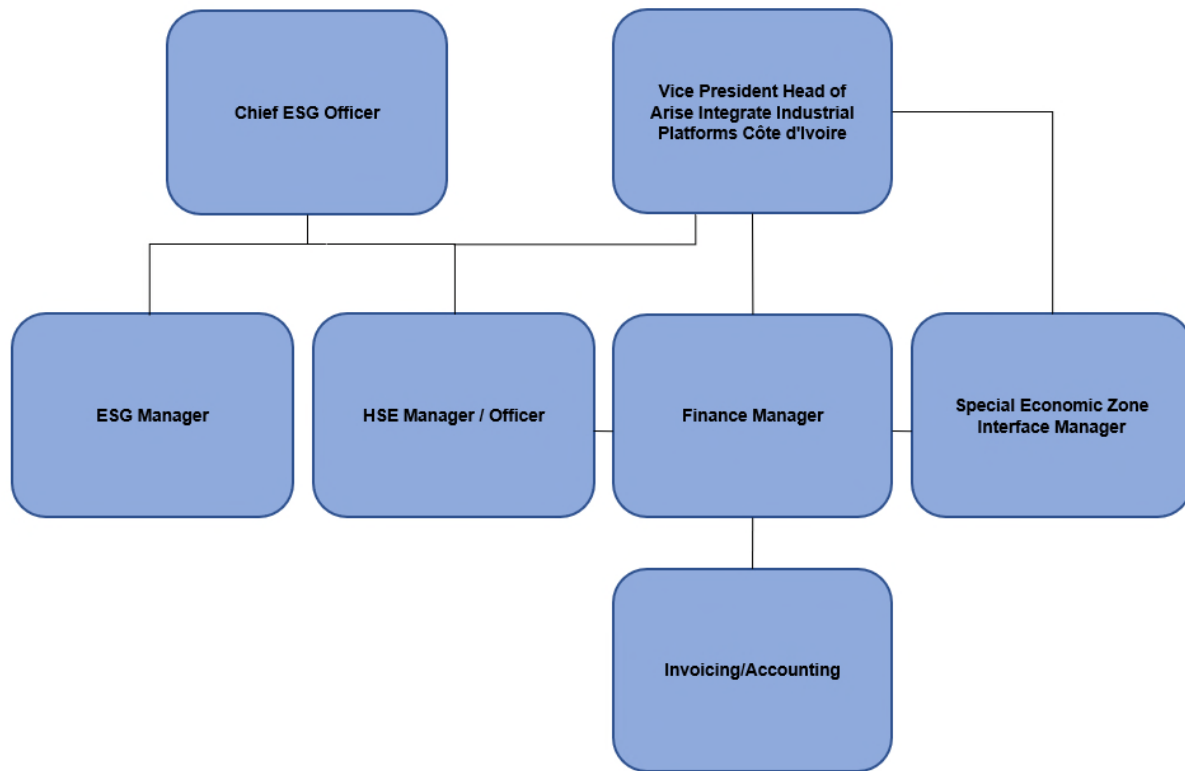 Chief ESG Officer
Vice President Head of
Arise Integrate Industrial
Platforms Côte d'Ivoire
ESG Manager
HSE Manager / Officer
Finance Manager
Special Economic Zone
Interface Manager
Invoicing/Accounting